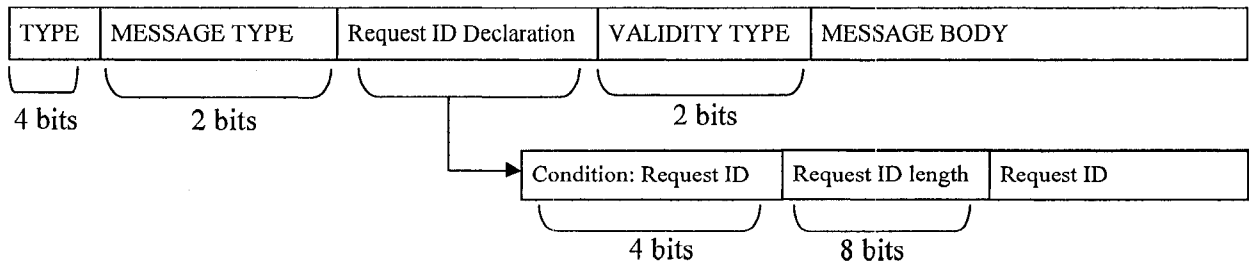 TYPE MESSAGE TYPE Request ID Declaration VALIDITY TYPE MESSAGE BODY
4 bits 2 bits 2 bits
Condition: Request ID Request ID length Request ID
4 bits 8 bits